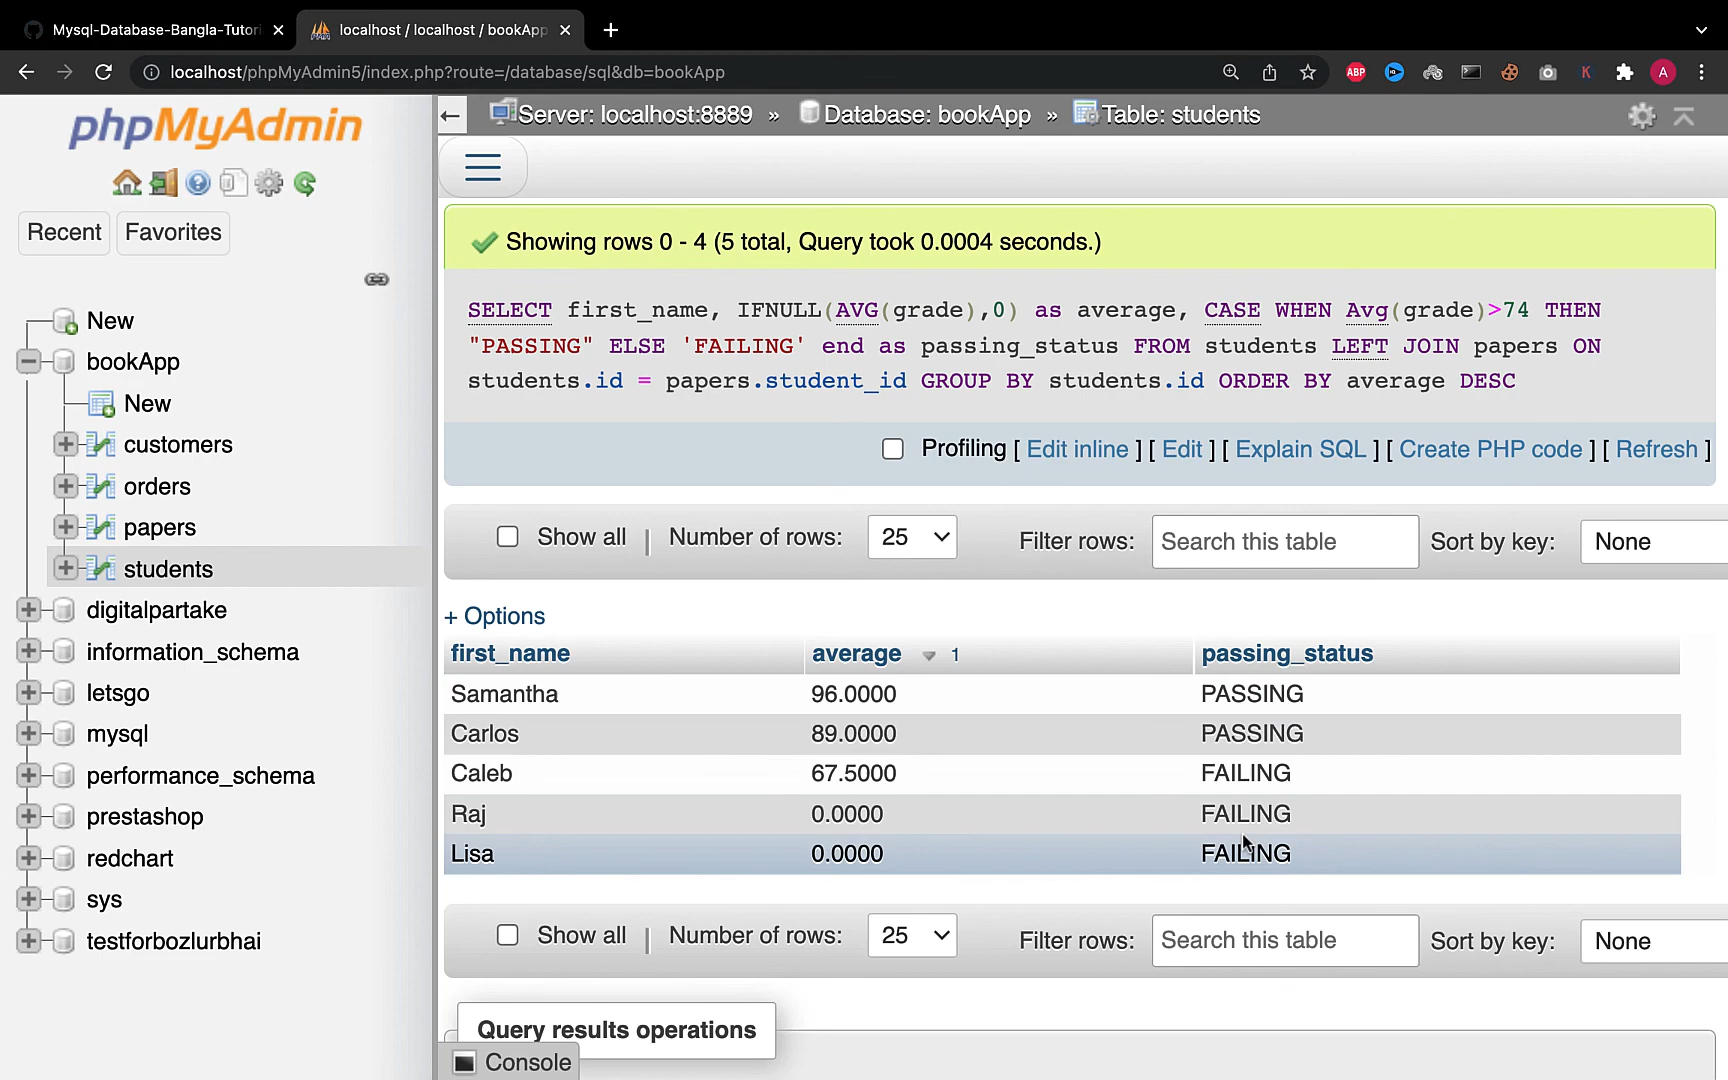 Mysql-Database-Bangla-Tutori
localhost / localhost / bookApp
localhost/phpMyAdmin5/index.php?route=/database/sql&db=bookApp
ABP
K
A
phpMyAdmin
Recent
Favorites
New
bookApp
New
customers
orders
papers
students
digitalpartake
information_schema
letsgo
mysql
performance_schema
prestashop
redchart
sys
testforbozlurbhai
Server: localhost:8889 » Database: bookApp » Table: students
Showing rows 0 - 4 (5 total, Query took 0.0004 seconds.)
SELECT first_name, IFNULL(AVG(grade),0) as average, CASE WHEN Avg(grade)>74 THEN
"PASSING" ELSE 'FAILING' end as passing_status FROM students LEFT JOIN papers ON
students.id = papers.student_id GROUP BY students.id ORDER BY average DESC
Profiling [ Edit inline ] [ Edit ] [ Explain SQL ] [ Create PHP code ] [ Refresh ]
Show all | Number of rows: 25 Filter rows: Search this table Sort by key: None
+ Options
first_name average 1 passing_status
Samantha 96.0000 PASSING
Carlos 89.0000 PASSING
Caleb 67.5000 FAILING
Raj 0.0000 FAILING
Lisa 0.0000 FAILING
Show all | Number of rows: 25 Filter rows: Search this table Sort by key: None
Query results operations
Console